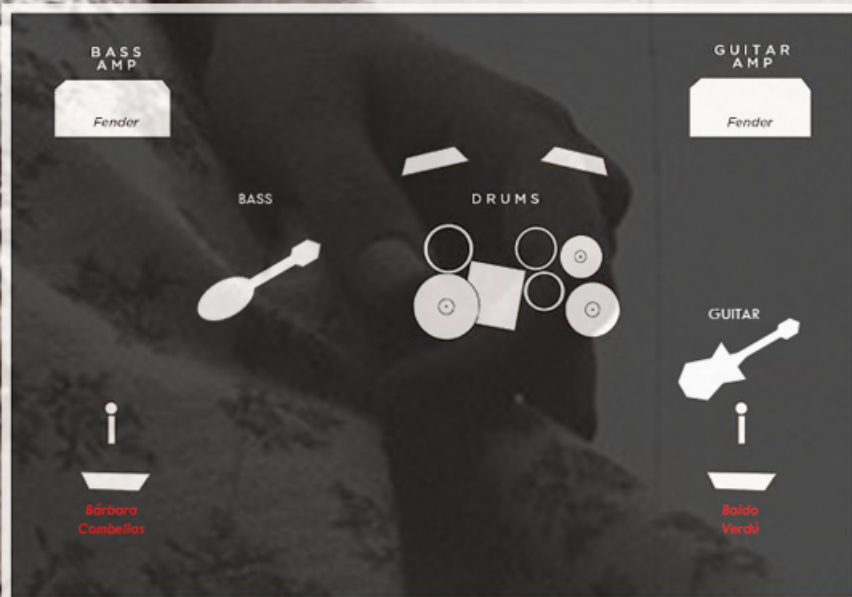 BASS
AMP
Fender
GUITAR
AMP
Fender
BASS
DRUMS
GUITAR
Bárbara
Combellas
Baldo
Verdú